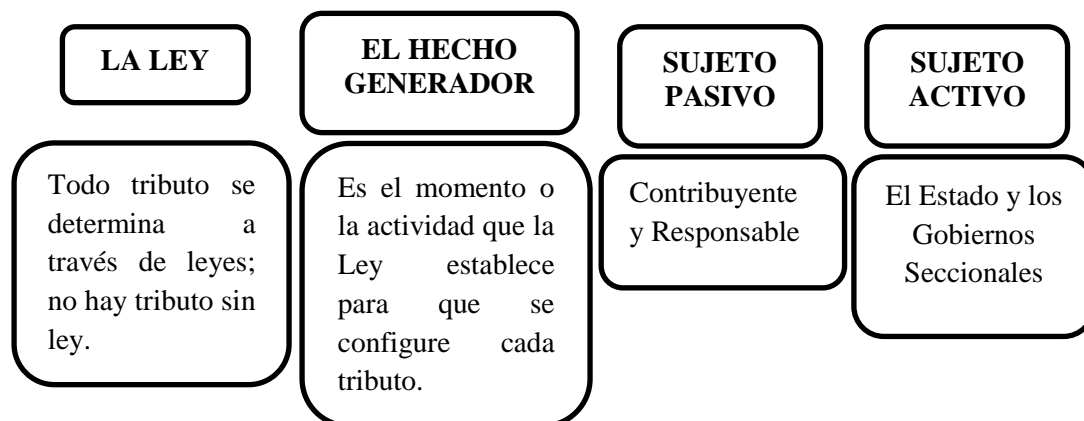 LA LEY
Todo tributo se
determina a
través de leyes;
no hay tributo sin
ley.
EL HECHO
GENERADOR
Es el momento o
la actividad que la
Ley establece
para que se
configure cada
tributo.
SUJETO
PASIVO
Contribuyente
y Responsable
SUJETO
ACTIVO
El Estado y los
Gobiernos
Seccionales